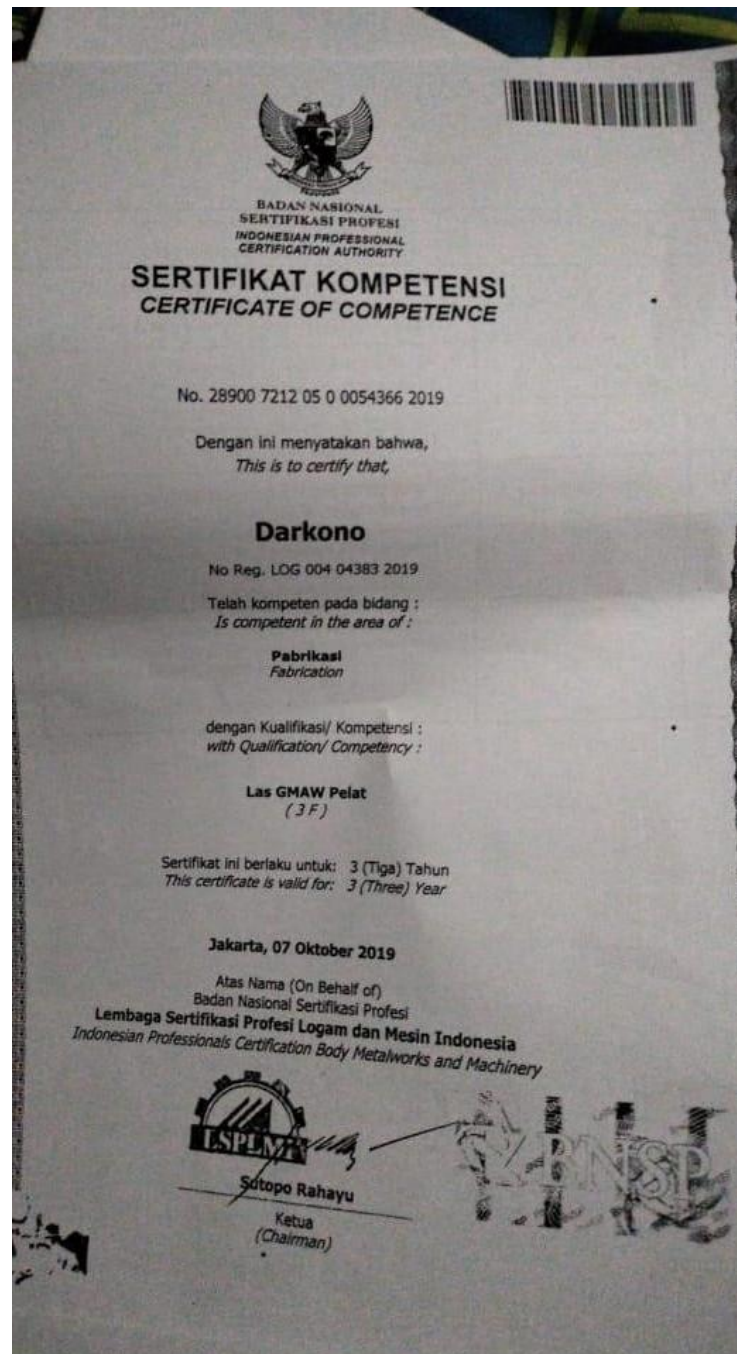 BADAN NASIONAL
SERTIFIKASI PROFESI
INDONESIAN PROFESSIONAL
CERTIFICATION AUTHORITY
SERTIFIKAT KOMPETENSI
CERTIFICATE OF COMPETENCE
No. 28900 7212 05 0 0054366 2019
Dengan ini menyatakan bahwa,
This is to certify that,
Darkono
No Reg. LOG 004 04383 2019
Telah kompeten pada bidang :
Is competent in the area of :
Pabrikasi
Fabrication
dengan Kualifikasi/ Kompetensi :
with Qualification/ Competency :
Las GMAW Pelat
( 3 F )
Sertifikat ini berlaku untuk: 3 (Tiga) Tahun
This certificate is valid for: 3 (Three) Year
Jakarta, 07 Oktober 2019
Atas Nama (On Behalf of)
Badan Nasional Sertifikasi Profesi
Lembaga Sertifikasi Profesi Logam dan Mesin Indonesia
Indonesian Professionals Certification Body Metalworks and Machinery
BNSP
Sutopo Rahayu
Ketua
(Chairman)